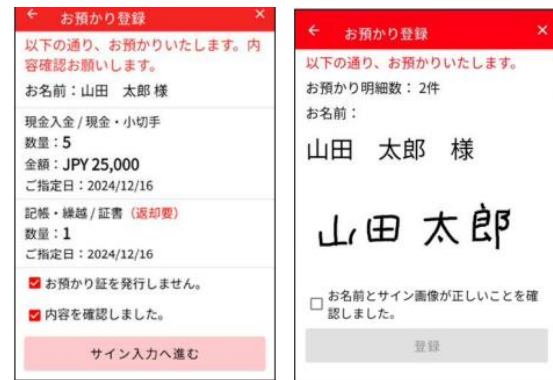 ← お預かり登録 ×
以下の通り、お預かりいたします。内
容確認お願いします。
お名前：山田　太郎 様
現金入金 / 現金・小切手
数量：5
金額：JPY 25,000
ご指定日：2024/12/16
記帳・繰越 / 証書（返却要）
数量：1
ご指定日：2024/12/16
お預かり証を発行しません。
内容を確認しました。
サイン入力へ進む
← お預かり登録 ×
以下の通り、お預かりいたします。
お預かり明細数： 2件
お名前：
山田　太郎　様
山田太郎
お名前とサイン画像が正しいことを確
認しました。
登録